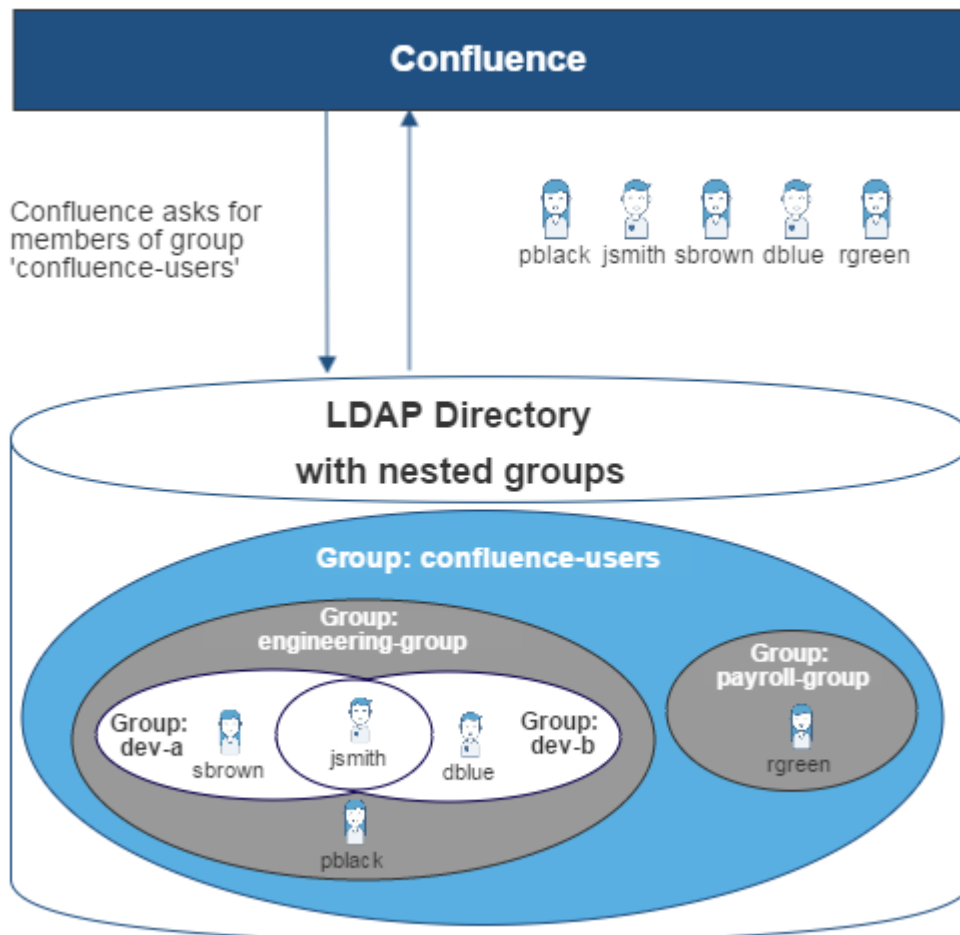 Confluence
Confluence asks for
members of group
'confluence-users'
pblack jsmith sbrown dblue rgreen
LDAP Directory
with nested groups
Group: confluence-users
Group:
engineering-group
Group:
payroll-group
Group:
dev-a
sbrown
jsmith
dblue
Group:
dev-b
rgreen
pblack